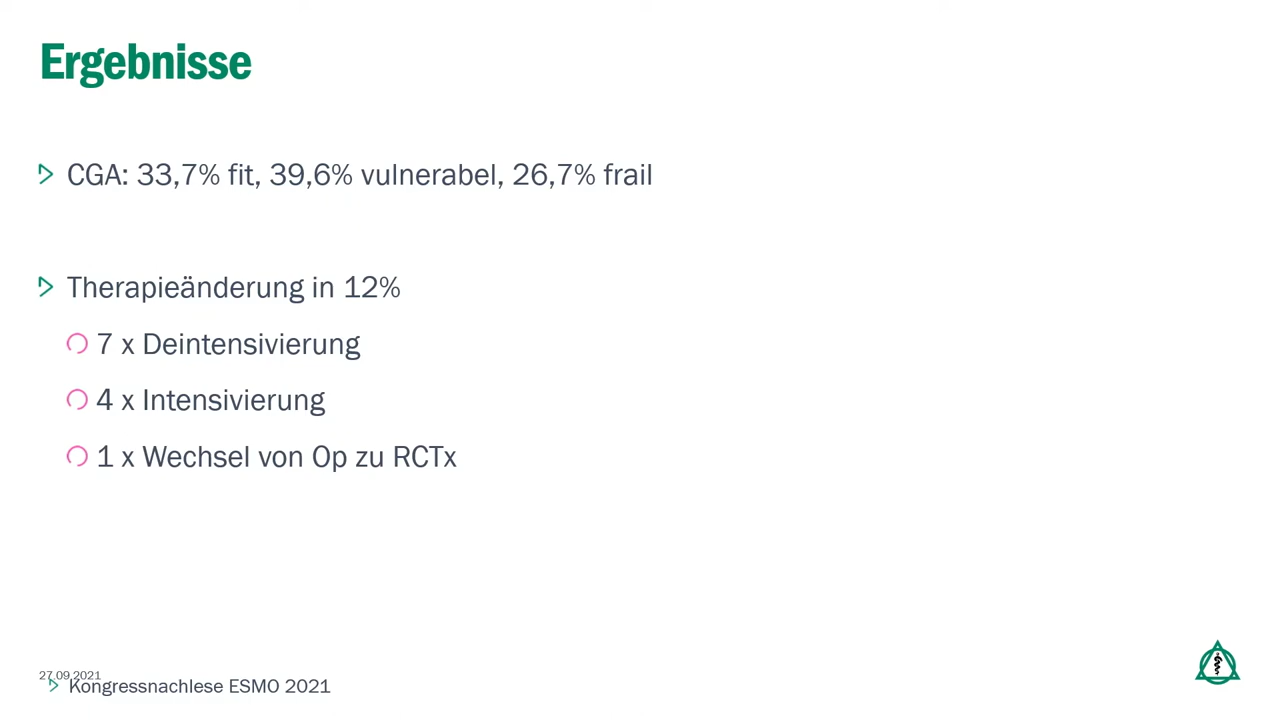 Ergebnisse
CGA: 33,7% fit, 39,6% vulnerabel, 26,7% frail
Therapieänderung in 12%
7 x Deintensivierung
4 x Intensivierung
1 x Wechsel von Op zu RCTx
27.09.2021
Kongressnachlese ESMO 2021